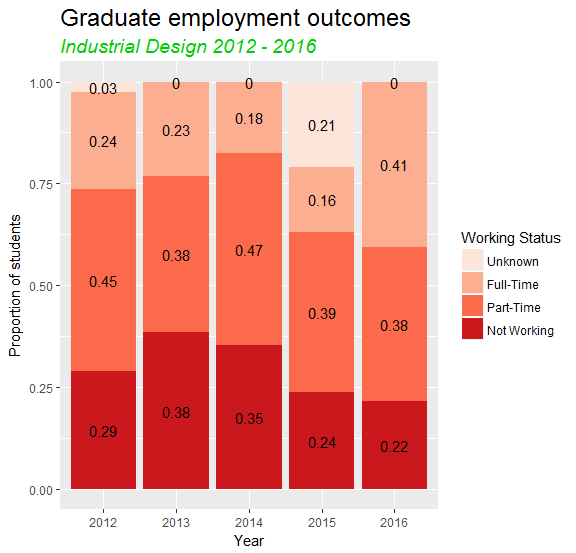 Graduate employment outcomes
Industrial Design 2012 - 2016
1.00
0.75
0.50
0.25
0.00
Proportion of students
0.03
0.24
0.45
0.29
0
0.23
0.38
0.38
0
0.18
0.47
0.35
0.21
0.16
0.39
0.24
0
0.41
0.38
0.22
2012 2013 2014 2015 2016
Year
Working Status
Unknown
Full-Time
Part-Time
Not Working